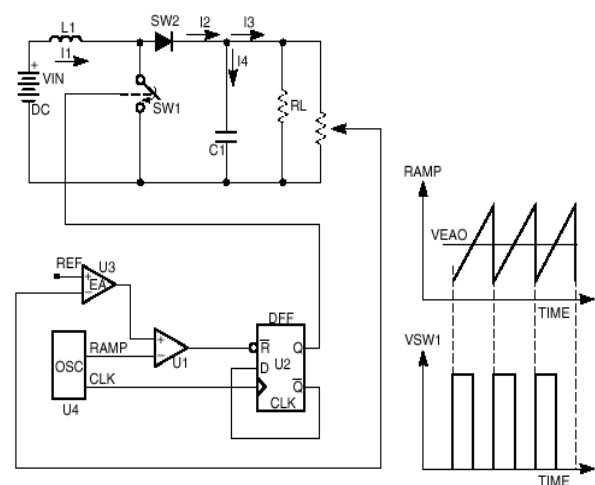 SW2
I2
I3
L1
I1
I4
+
VIN
SW1
DC
RL
C1
RAMP
VEAO
TIME
REF
U3
+
EA
−
DFF
RAMP
+
−
U1
R
Q
D
U2
OSC
CLK
Q
CLK
U4
VSW1
TIME